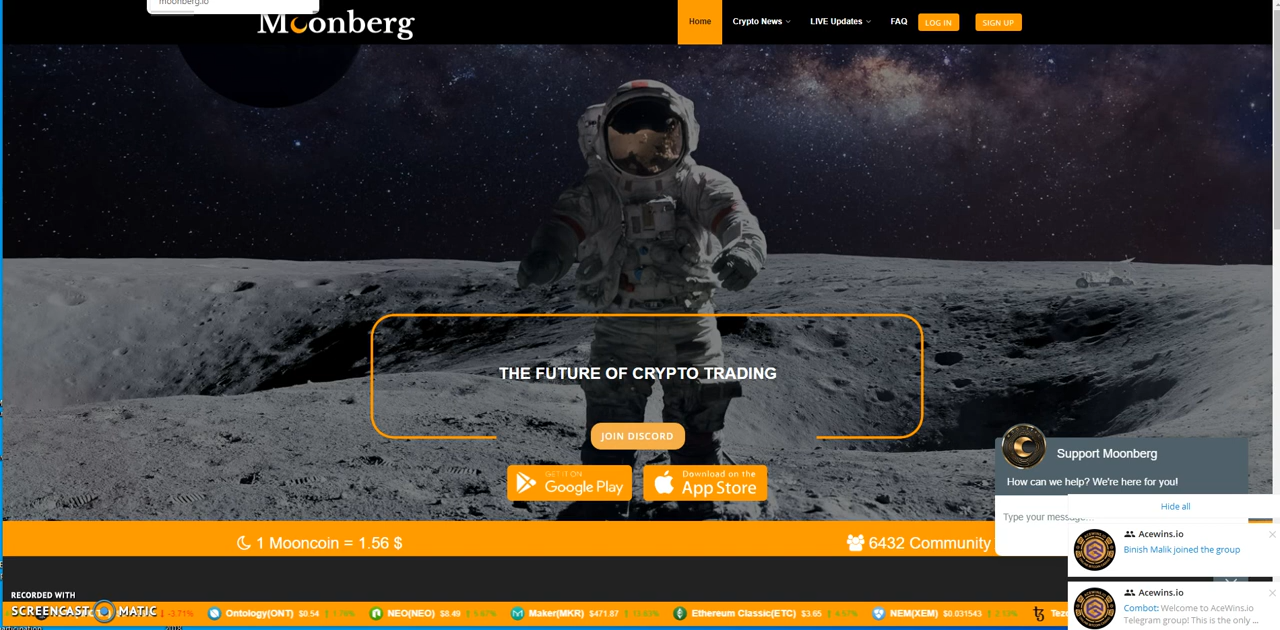 moonberg.io
Moonberg
Home
Crypto News
LIVE Updates
FAQ
LOG IN
SIGN UP
THE FUTURE OF CRYPTO TRADING
JOIN DISCORD
GET IT ON
Google Play
Download on the
App Store
Support Moonberg
How can we help? We're here for you!
Type your message...
Hide all
1 Mooncoin = 1.56 $
6432 Community
Acewins.io
Binish Malik joined the group
Acewins.io
Combot: Welcome to AceWins.io
Telegram group! This is the only ...
RECORDED WITH
SCREENCAST MATIC
-3.71%
Ontology(ONT) $0.54
NEO(NEO) $8.49
Maker(MKR) $471.87
Ethereum Classic(ETC) $3.65
NEM(XEM) $0.031543
2018